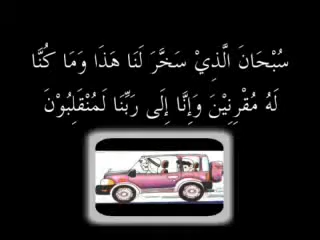 سُبْحَانَ الَّذِيْ سَخَّرَ لَنَا هَذَا وَمَا كُنَّا
لَهُ مُقْرِنِيْنَ وَإِنَّا إِلَى رَبِّنَا لَمُنْقَلِبُوْنَ